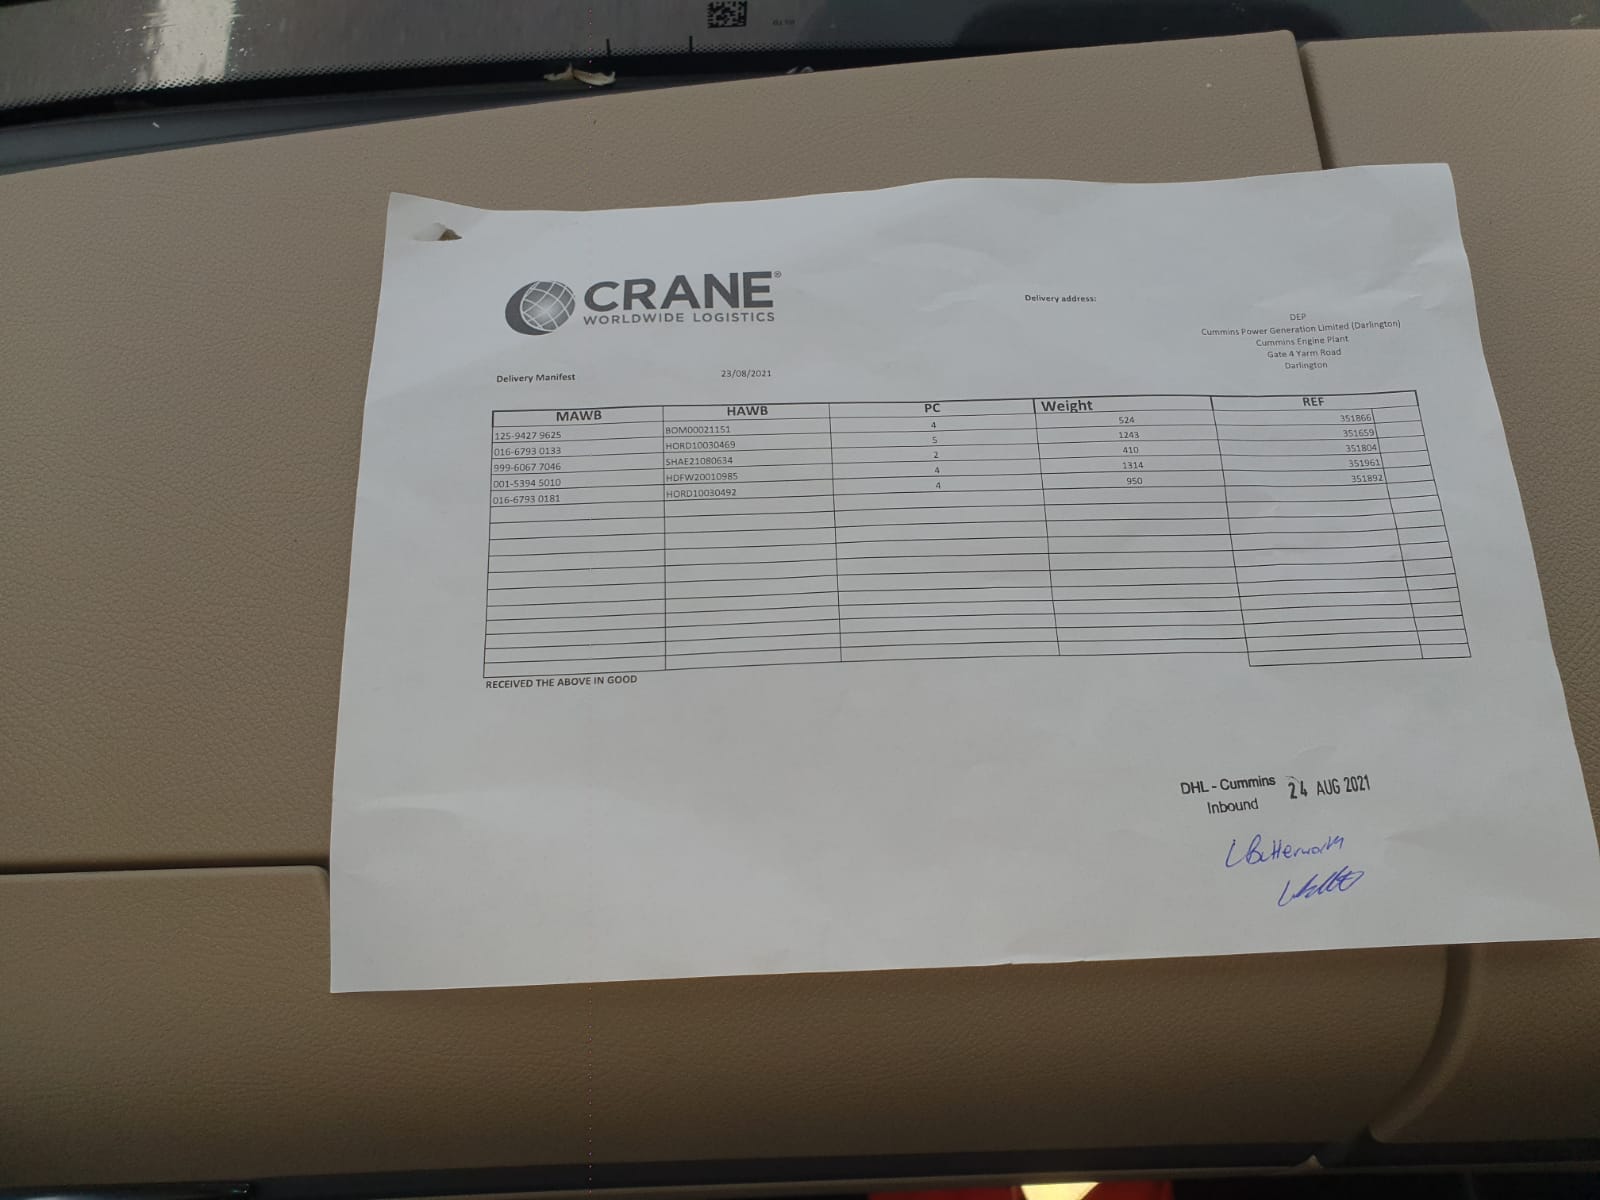 CRANE®
WORLDWIDE LOGISTICS
Delivery address:
DEP
Cummins Power Generation Limited (Darlington)
Cummins Engine Plant
Gate 4 Yarm Road
Darlington
Delivery Manifest 23/08/2021
MAWB HAWB PC Weight REF
125-9427 9625 BOM00021151 4 524 351866
016-6793 0133 HORD10030469 5 1243 351659
999-6067 7046 SHAE21080634 2 410 351804
001-5394 5010 HDFW20010985 4 1314 351961
016-6793 0181 HORD10030492 4 950 351892
RECEIVED THE ABOVE IN GOOD
DHL - Cummins 24 AUG 2021
Inbound
L Butterworth